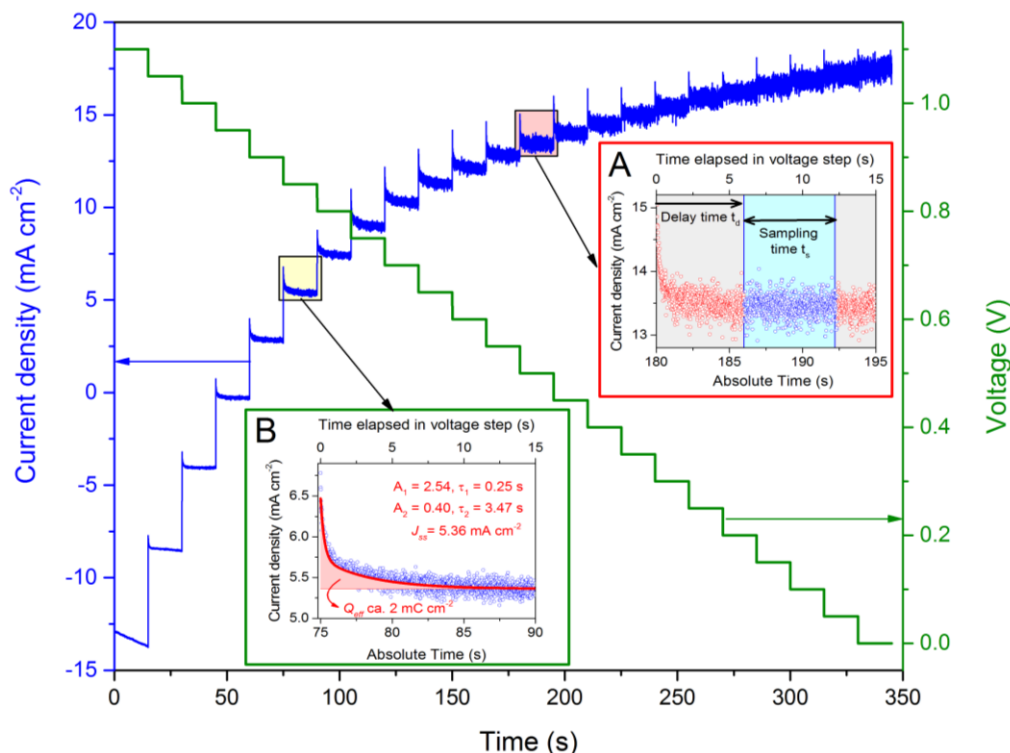 20
15
10
5
0
-5
-10
-15
Current density (mA cm-2)
0
50
100
150
200
250
300
350
Time (s)
1.0
0.8
0.6
0.4
0.2
0.0
Voltage (V)
A
Time elapsed in voltage step (s)
0
5
10
15
15
14
13
Current density (mA cm-2)
Delay time td
Sampling
time ts
180
185
190
195
Absolute Time (s)
B
Time elapsed in voltage step (s)
0
5
10
15
6.5
6.0
5.5
5.0
Current density (mA cm-2)
A1 = 2.54, τ1 = 0.25 s
A2 = 0.40, τ2 = 3.47 s
Jss= 5.36 mA cm-2
Qeff ca. 2 mC cm-2
75
80
85
90
Absolute Time (s)